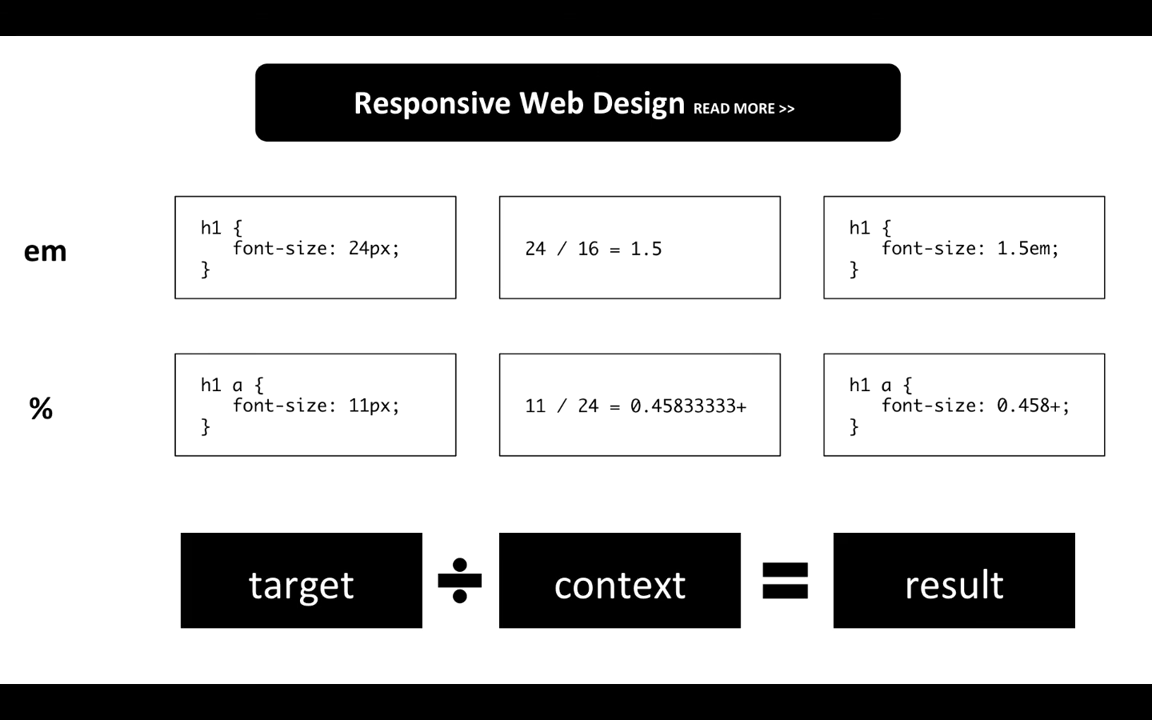 Responsive Web Design READ MORE >>
em
h1 {
font-size: 24px;
}
24 / 16 = 1.5
h1 {
font-size: 1.5em;
}
%
h1 a {
font-size: 11px;
}
11 / 24 = 0.45833333+
h1 a {
font-size: 0.458+;
}
target ÷ context = result